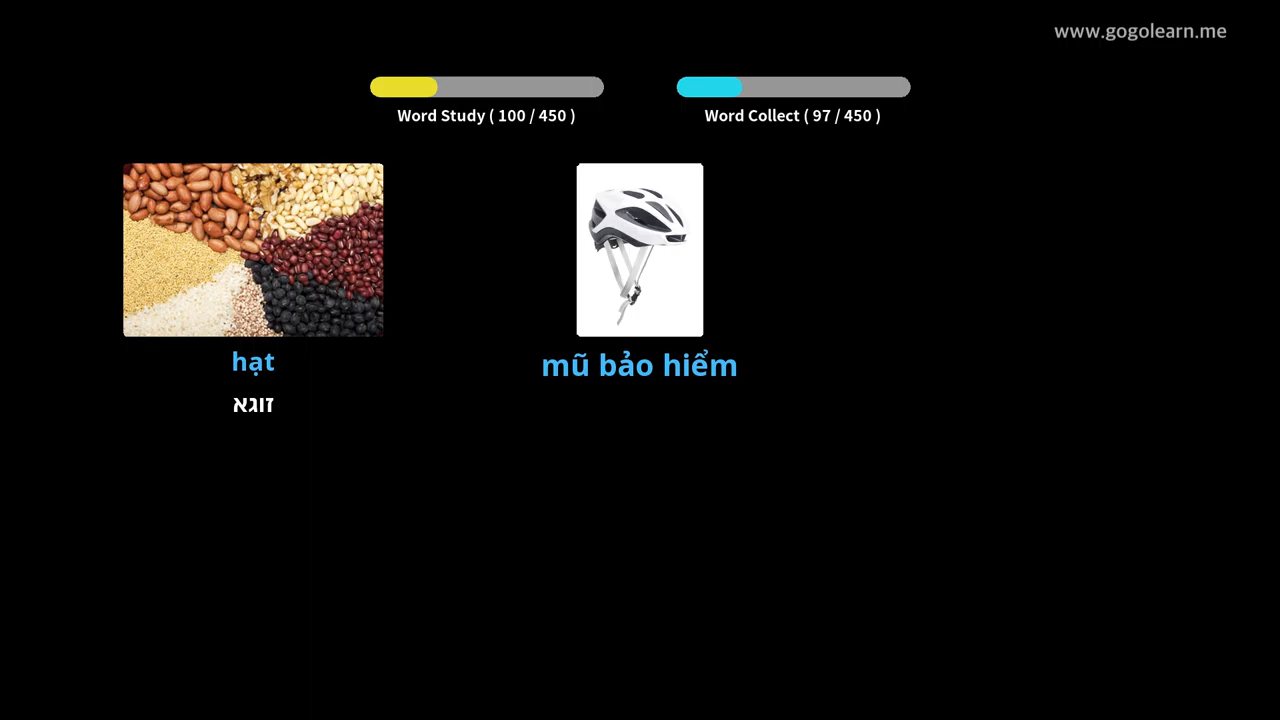 www.gogolearn.me
Word Study ( 100 / 450 )
Word Collect ( 97 / 450 )
hạt
זוגא
mũ bảo hiểm